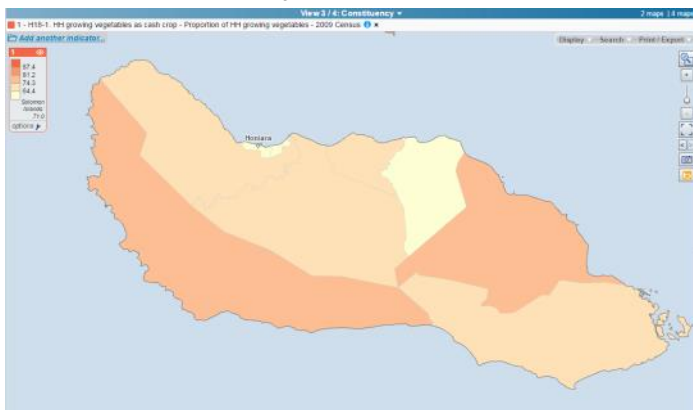 View 3 / 4: Constituency
2 maps | 4 maps
1 - H18-1. HH growing vegetables as cash crop - Proportion of HH growing vegetables - 2009 Census
Add another indicator...
Display Search Print / Export
1
87.4
81.2
74.3
64.4
Solomon
Islands
71.0
options
Honiara